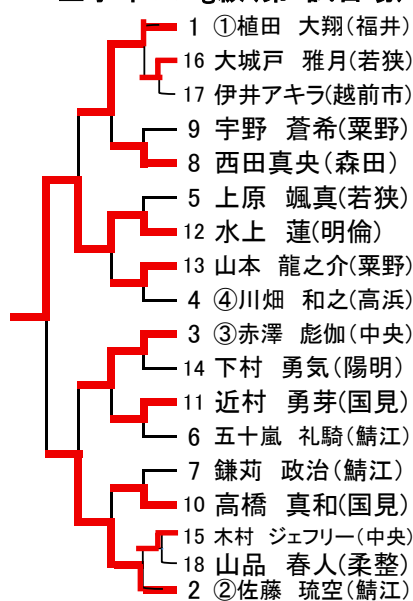 1 ①植田 大翔(福井)
16 大城戸 雅月(若狭)
17 伊井アキラ(越前市)
9 宇野 蒼希(粟野)
8 西田真央(森田)
5 上原 颯真(若狭)
12 水上 蓮(明倫)
13 山本 龍之介(粟野)
4 ④川畑 和之(高浜)
3 ③赤澤 彪伽(中央)
14 下村 勇気(陽明)
11 近村 勇芽(国見)
6 五十嵐 礼騎(鯖江)
7 鎌苅 政治(鯖江)
10 高橋 真和(国見)
15 木村 ジェフリー(中央)
18 山品 春人(柔整)
2 ②佐藤 琉空(鯖江)